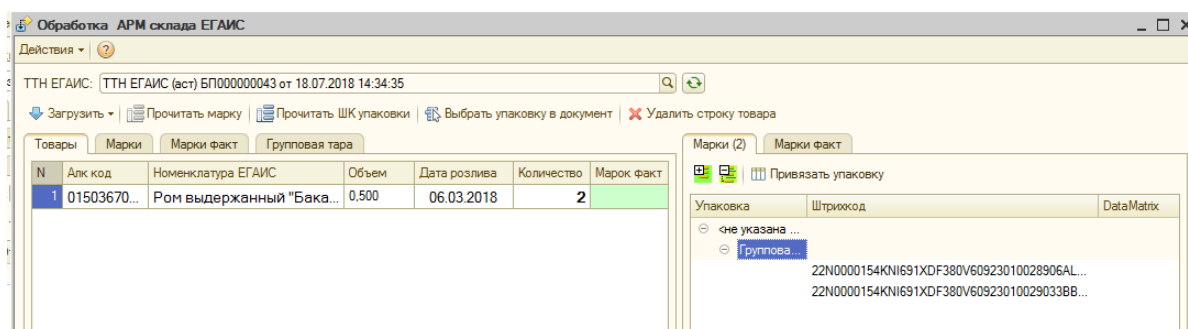 Обработка АРМ склада ЕГАИС
Действия
ТТН ЕГАИС: ТТН ЕГАИС (аст) БП000000043 от 18.07.2018 14:34:35
Загрузить Прочитать марку Прочитать ШК упаковки Выбрать упаковку в документ Удалить строку товара
Товары Марки Марки факт Групповая тара
N Алк код Номенклатура ЕГАИС Объем Дата розлива Количество Марок факт
1 01503670... Ром выдержанный "Бака... 0,500 06.03.2018 2
Марки (2) Марки факт
Привязать упаковку
Упаковка Штрихкод DataMatrix
<не указана ...
Группова...
22N0000154KNI691XDF380V60923010028906AL...
22N0000154KNI691XDF380V60923010029033BB...